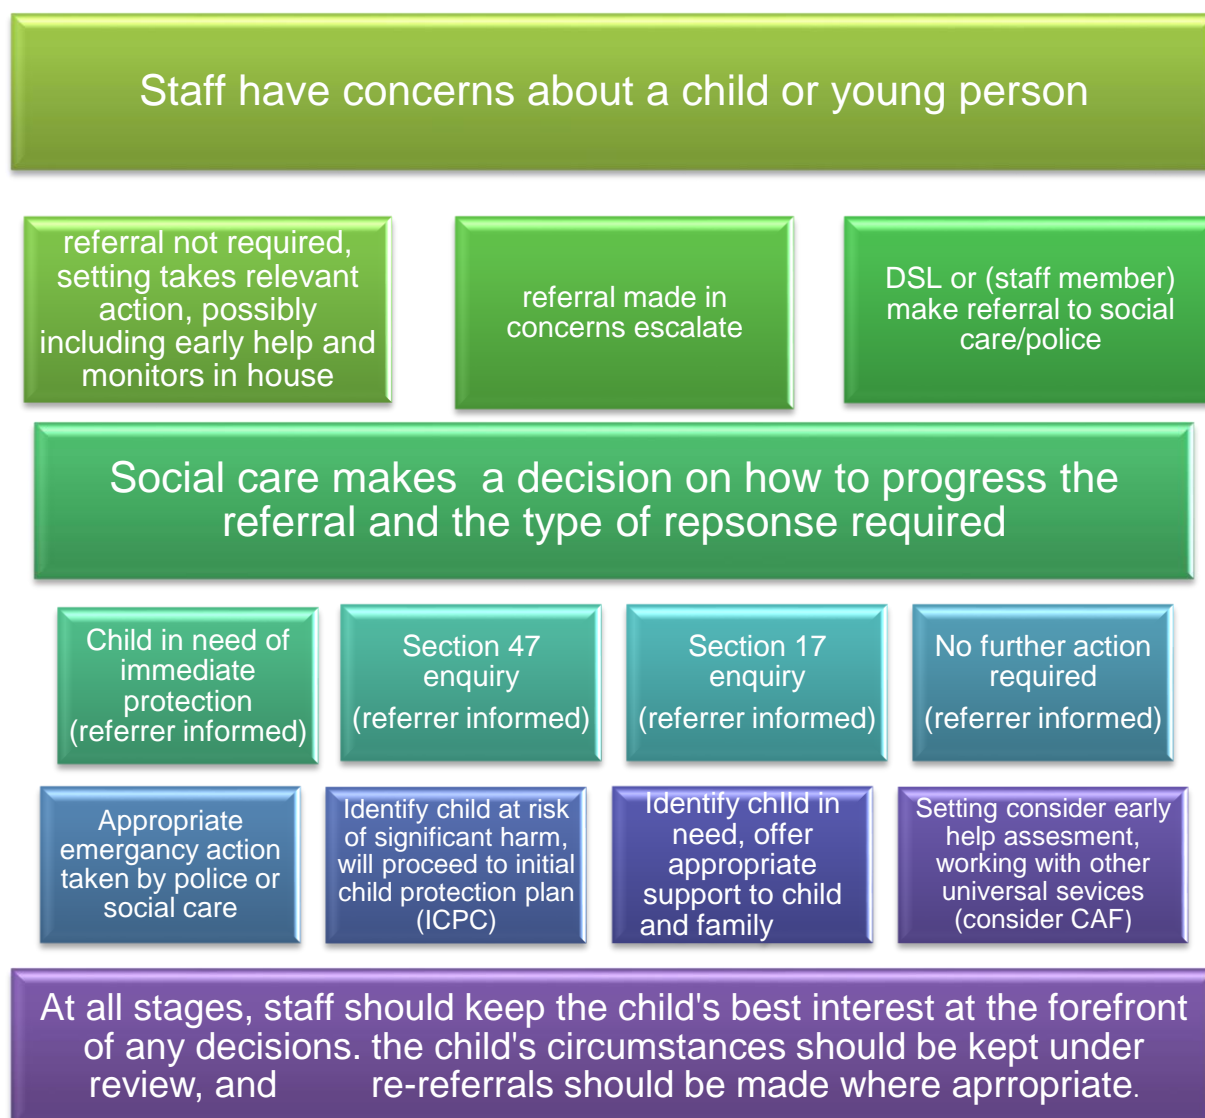 Staff have concerns about a child or young person
referral not required,
setting takes relevant
action, possibly
including early help and
monitors in house
referral made in
concerns escalate
DSL or (staff member)
make referral to social
care/police
Social care makes a decision on how to progress the
referral and the type of repsonse required
Child in need of
immediate
protection
(referrer informed)
Section 47
enquiry
(referrer informed)
Section 17
enquiry
(referrer informed)
No further action
required
(referrer informed)
Appropriate
emergancy action
taken by police or
social care
Identify child at risk
of significant harm,
will proceed to initial
child protection plan
(ICPC)
Identify chIld in
need, offer
appropriate
support to child
and family
Setting consider early
help assesment,
working with other
universal sevices
(consider CAF)
At all stages, staff should keep the child's best interest at the forefront
of any decisions. the child's circumstances should be kept under
review, and re-referrals should be made where aprropriate.